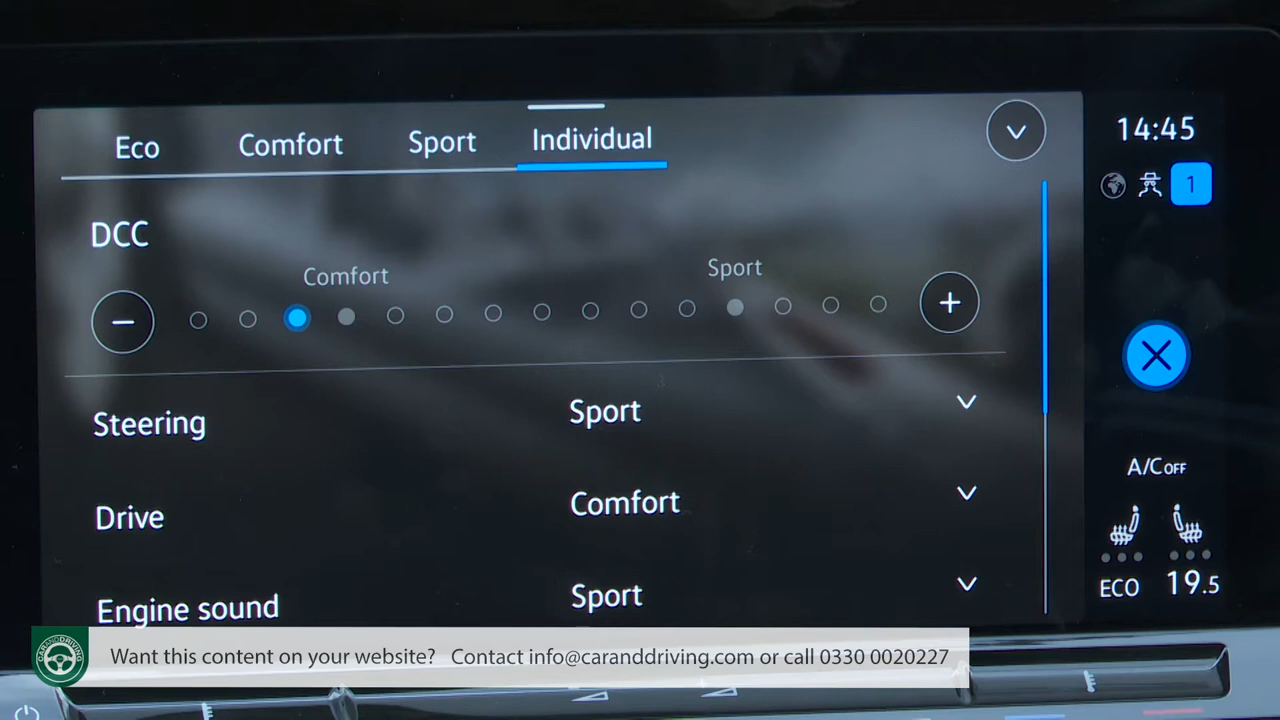 Eco Comfort Sport Individual
14:45
1
DCC
Comfort Sport
Steering Sport
Drive Comfort
A/C OFF
Engine sound Sport
ECO 19.5
CARANDDRIVING
Want this content on your website? Contact info@caranddriving.com or call 0330 0020227